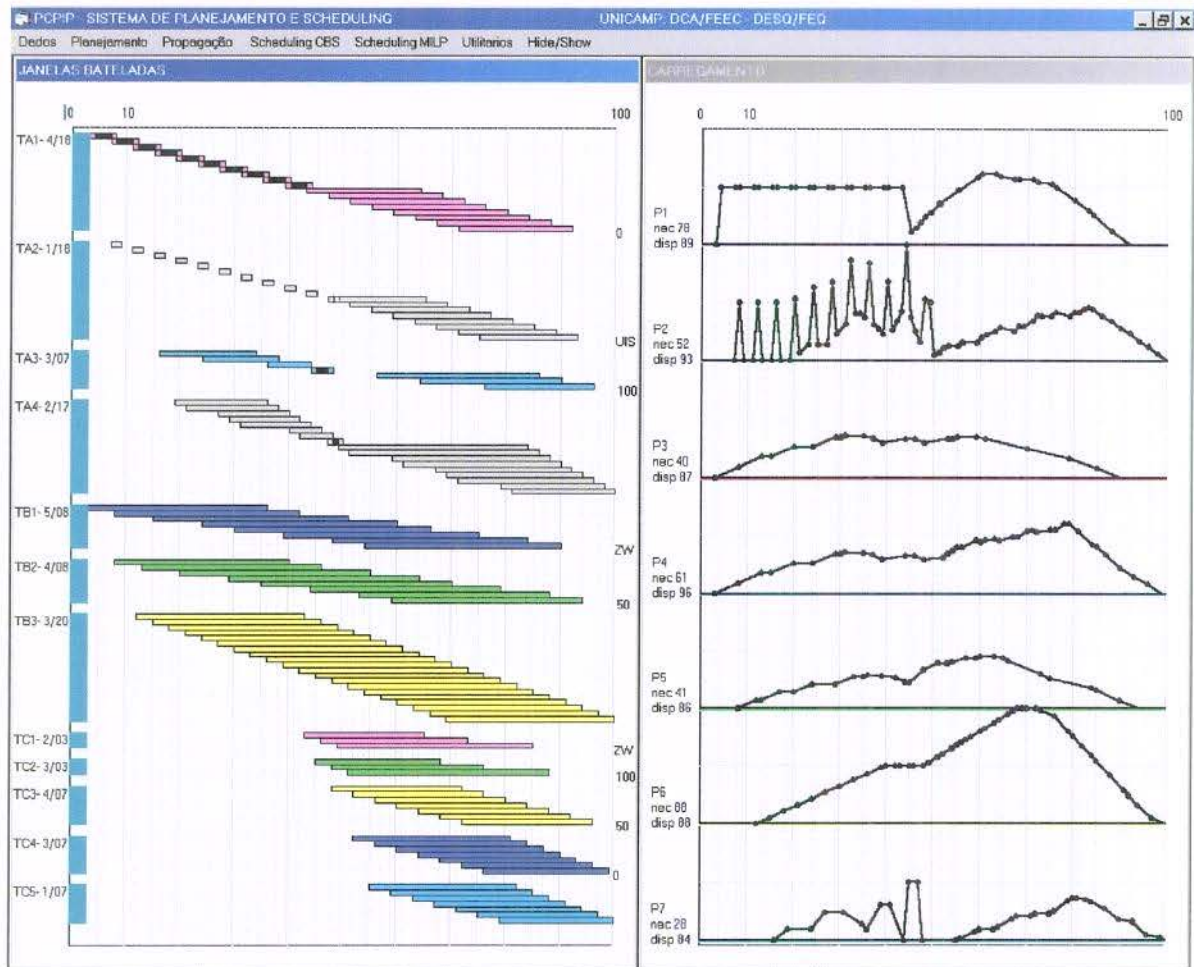 PCPIP - SISTEMA DE PLANEJAMENTO E SCHEDULING UNICAMP: DCA/FEEC - DESQ/FEQ
Dados Planejamento Propagação Scheduling CBS Scheduling MILP Utilitarios Hide/Show
JANELAS BATELADAS
0 10 100
TA1- 4/16
0
TA2- 1/16
UIS
TA3- 3/07
100
TA4- 2/17
TB1- 5/08
ZW
TB2- 4/08
50
TB3- 3/20
TC1- 2/03
ZW
TC2- 3/03
100
TC3- 4/07
50
TC4- 3/07
0
TC5- 1/07
CARREGAMENTO
0 10 100
P1
nec 78
disp 89
P2
nec 52
disp 93
P3
nec 40
disp 87
P4
nec 61
disp 96
P5
nec 41
disp 86
P6
nec 88
disp 88
P7
nec 28
disp 84